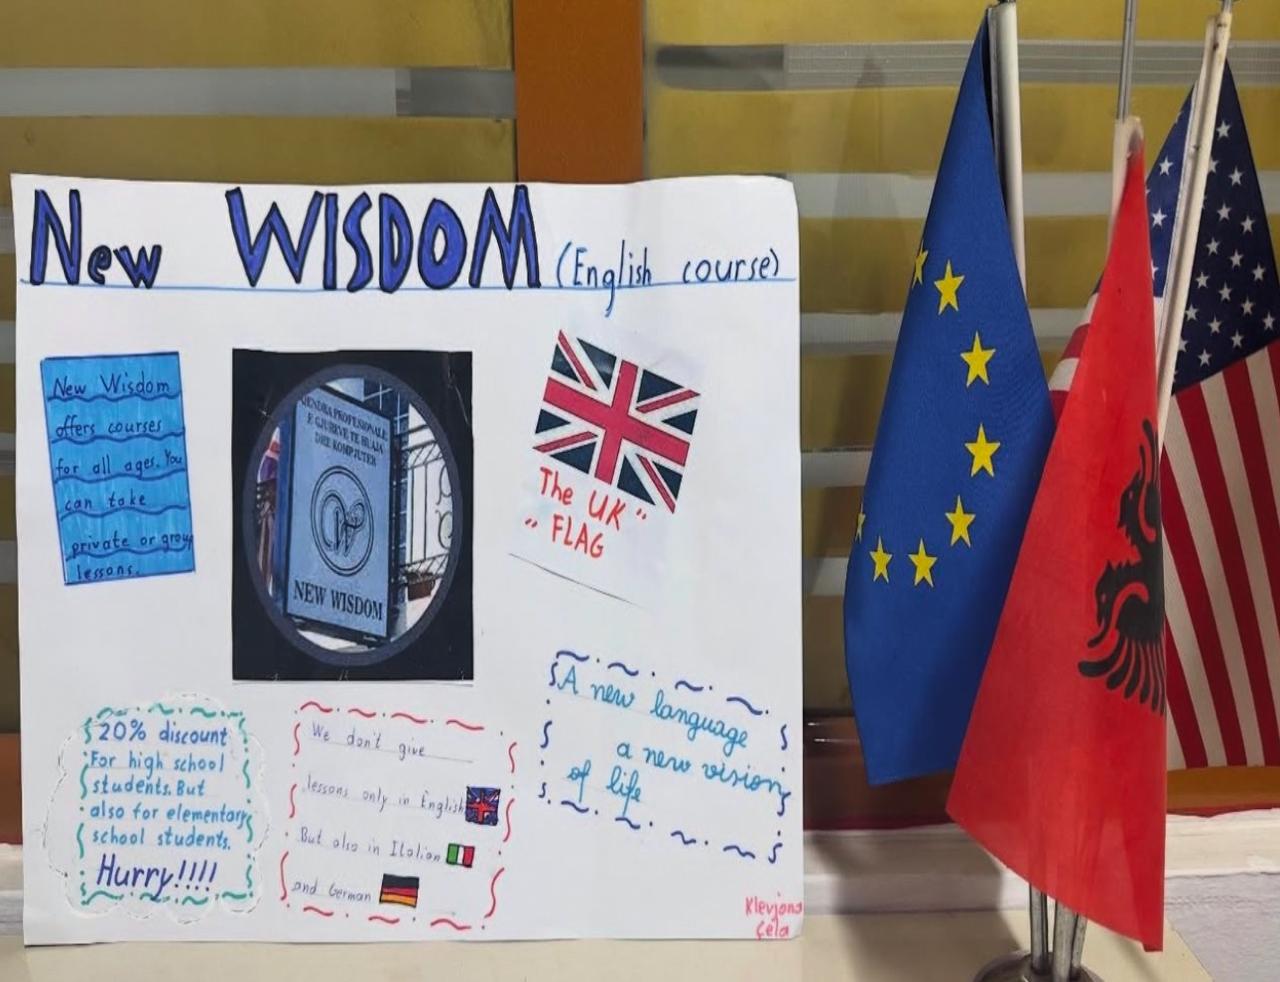 New WISDOM (English course)
New Wisdom
offers courses
for all ages. You
can take
private or group
lessons.
QENDRA PROFESIONALE
E GJUHEVE TE HUAJA
DHE KOMPJUTER
NEW WISDOM
The UK "
" FLAG
20% discount
For high school
students. But
also for elementary
school students.
Hurry!!!!
We don't give
lessons only in English
But also in Italian
and German
A new language
a new vision
of life
Klevjona
Çela